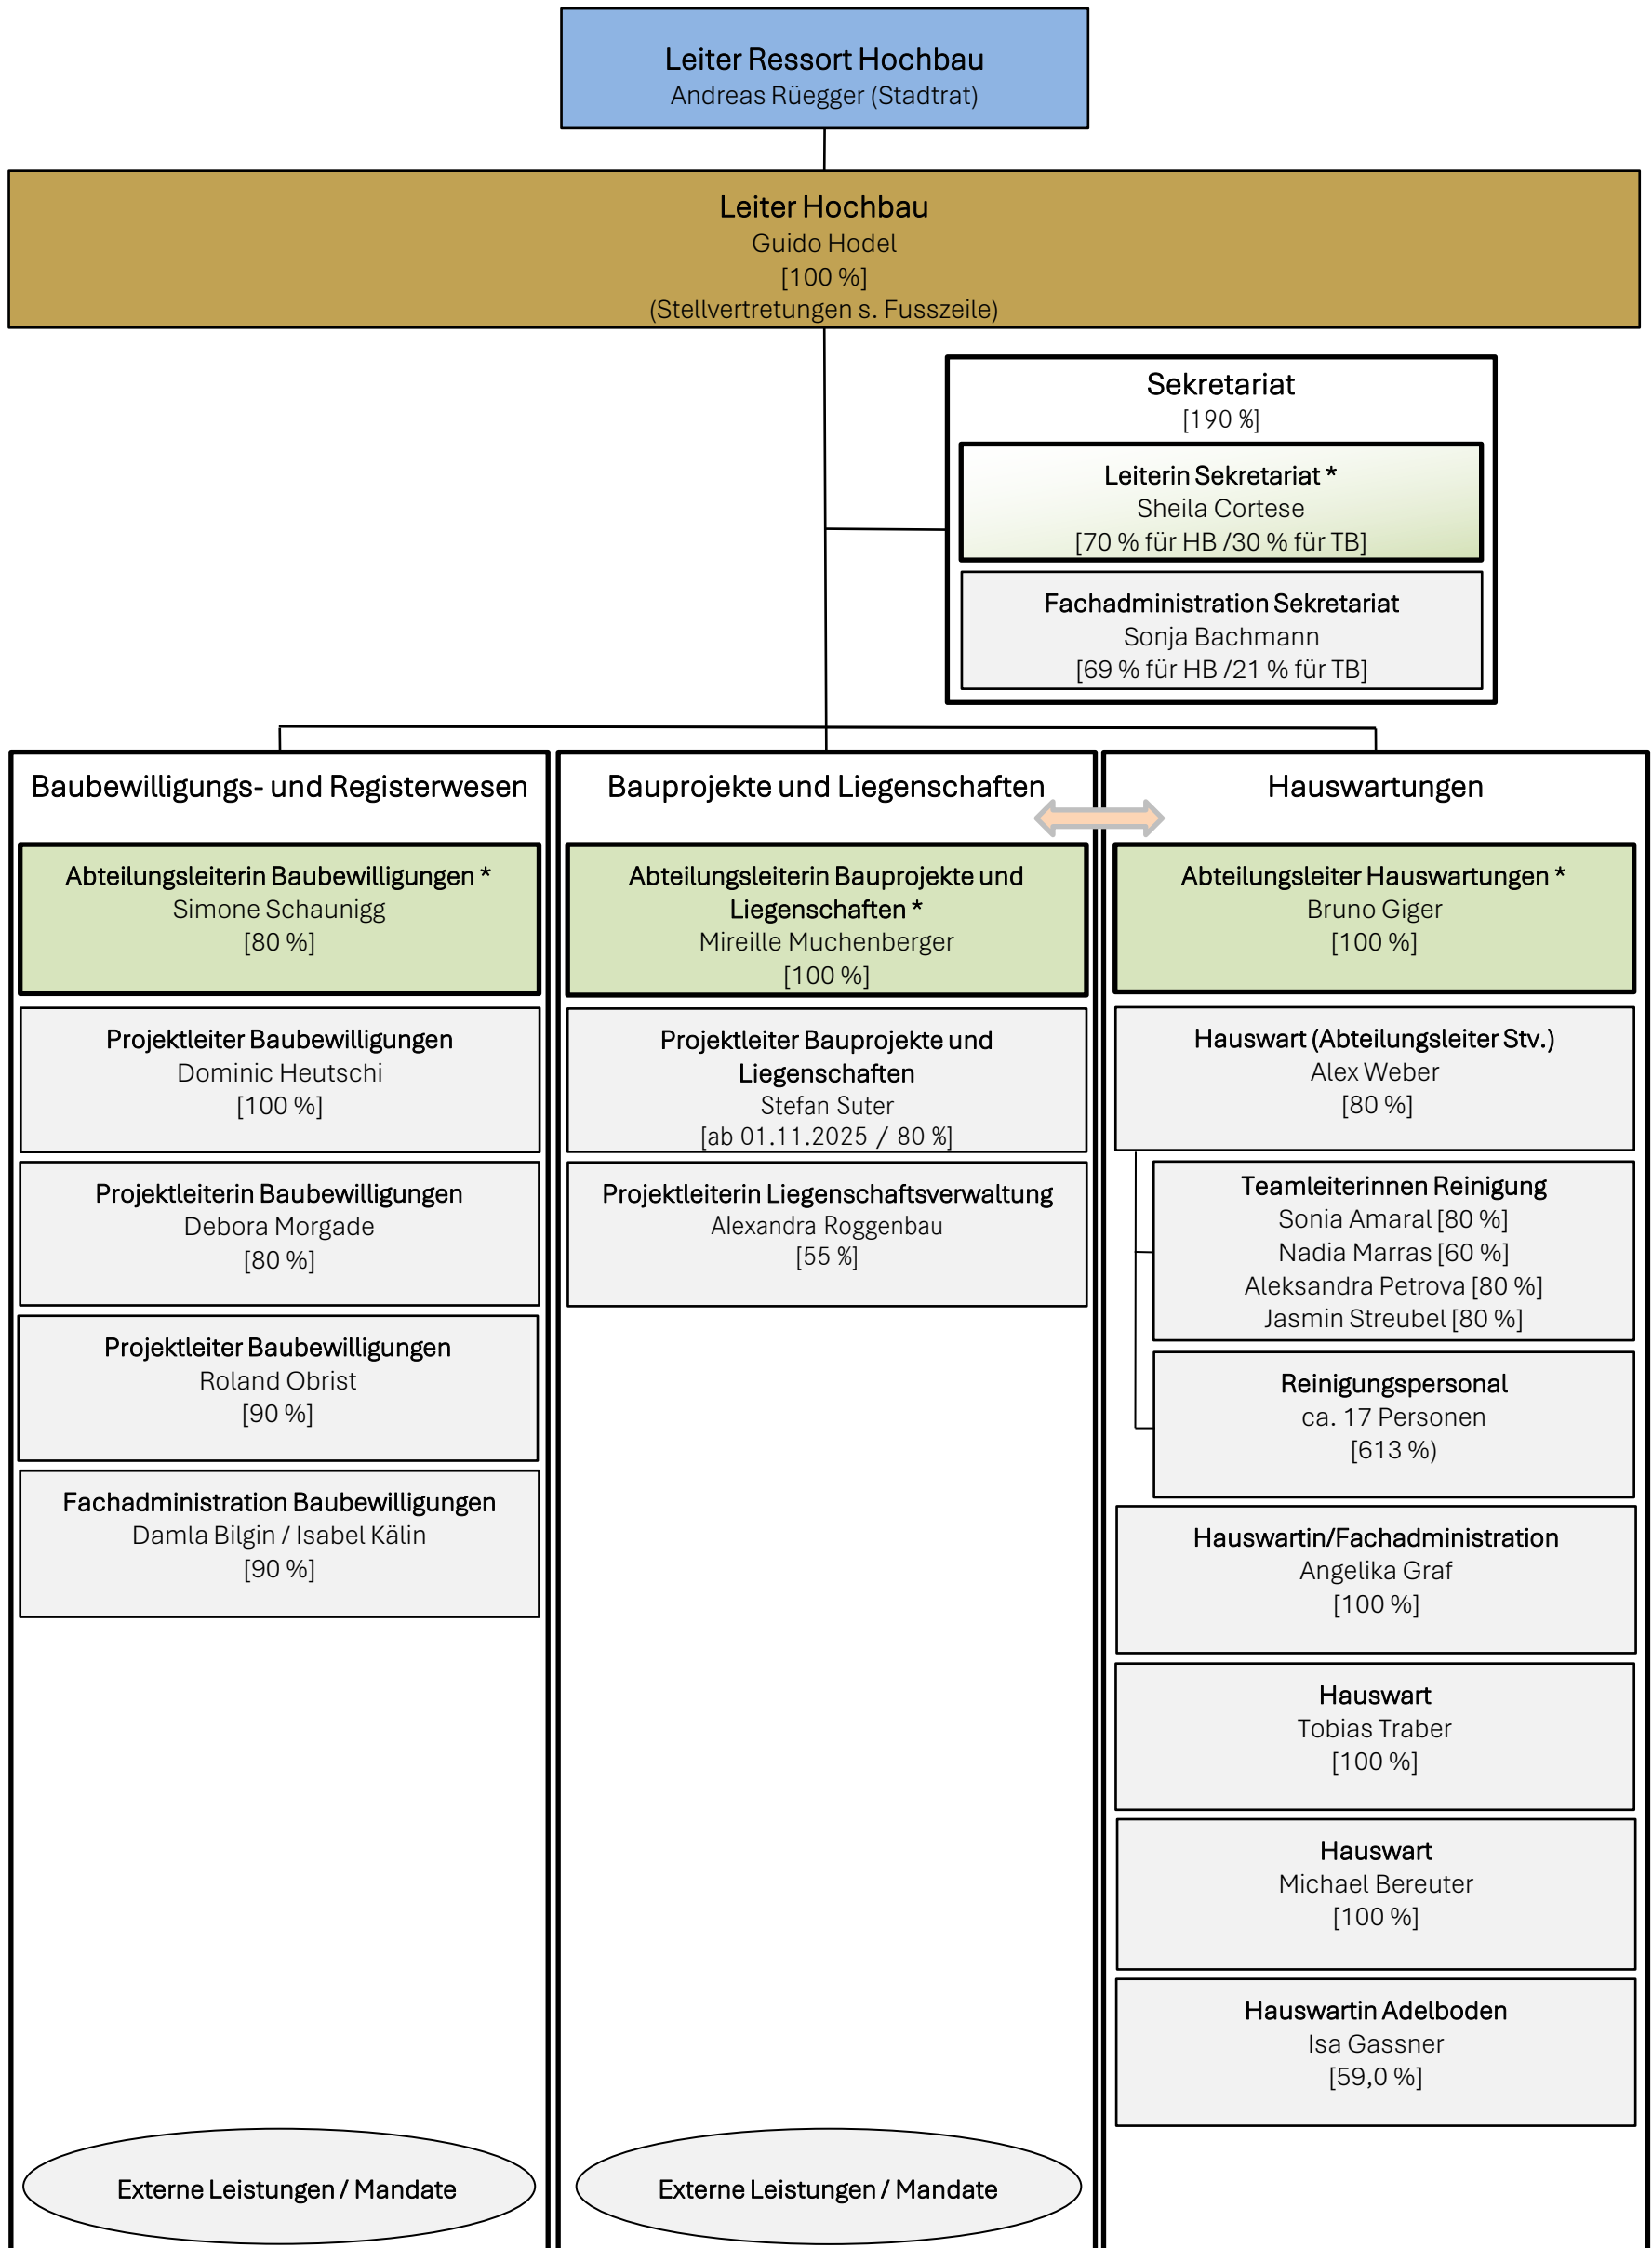 Leiter Ressort Hochbau
Andreas Rüegger (Stadtrat)
Leiter Hochbau
Guido Hodel
[100 %]
(Stellvertretungen s. Fusszeile)
Sekretariat
[190 %]
Leiterin Sekretariat *
Sheila Cortese
[70 % für HB /30 % für TB]
Fachadministration Sekretariat
Sonja Bachmann
[69 % für HB /21 % für TB]
Baubewilligungs- und Registerwesen
Abteilungsleiterin Baubewilligungen *
Simone Schaunigg
[80 %]
Projektleiter Baubewilligungen
Dominic Heutschi
[100 %]
Projektleiterin Baubewilligungen
Debora Morgade
[80 %]
Projektleiter Baubewilligungen
Roland Obrist
[90 %]
Fachadministration Baubewilligungen
Damla Bilgin / Isabel Kälin
[90 %]
Externe Leistungen / Mandate
Bauprojekte und Liegenschaften
Abteilungsleiterin Bauprojekte und
Liegenschaften *
Mireille Muchenberger
[100 %]
Projektleiter Bauprojekte und
Liegenschaften
Stefan Suter
[ab 01.11.2025 / 80 %]
Projektleiterin Liegenschaftsverwaltung
Alexandra Roggenbau
[55 %]
Externe Leistungen / Mandate
Hauswartungen
Abteilungsleiter Hauswartungen *
Bruno Giger
[100 %]
Hauswart (Abteilungsleiter Stv.)
Alex Weber
[80 %]
Teamleiterinnen Reinigung
Sonia Amaral [80 %]
Nadia Marras [60 %]
Aleksandra Petrova [80 %]
Jasmin Streubel [80 %]
Reinigungspersonal
ca. 17 Personen
[613 %)
Hauswartin/Fachadministration
Angelika Graf
[100 %]
Hauswart
Tobias Traber
[100 %]
Hauswart
Michael Bereuter
[100 %]
Hauswartin Adelboden
Isa Gassner
[59,0 %]